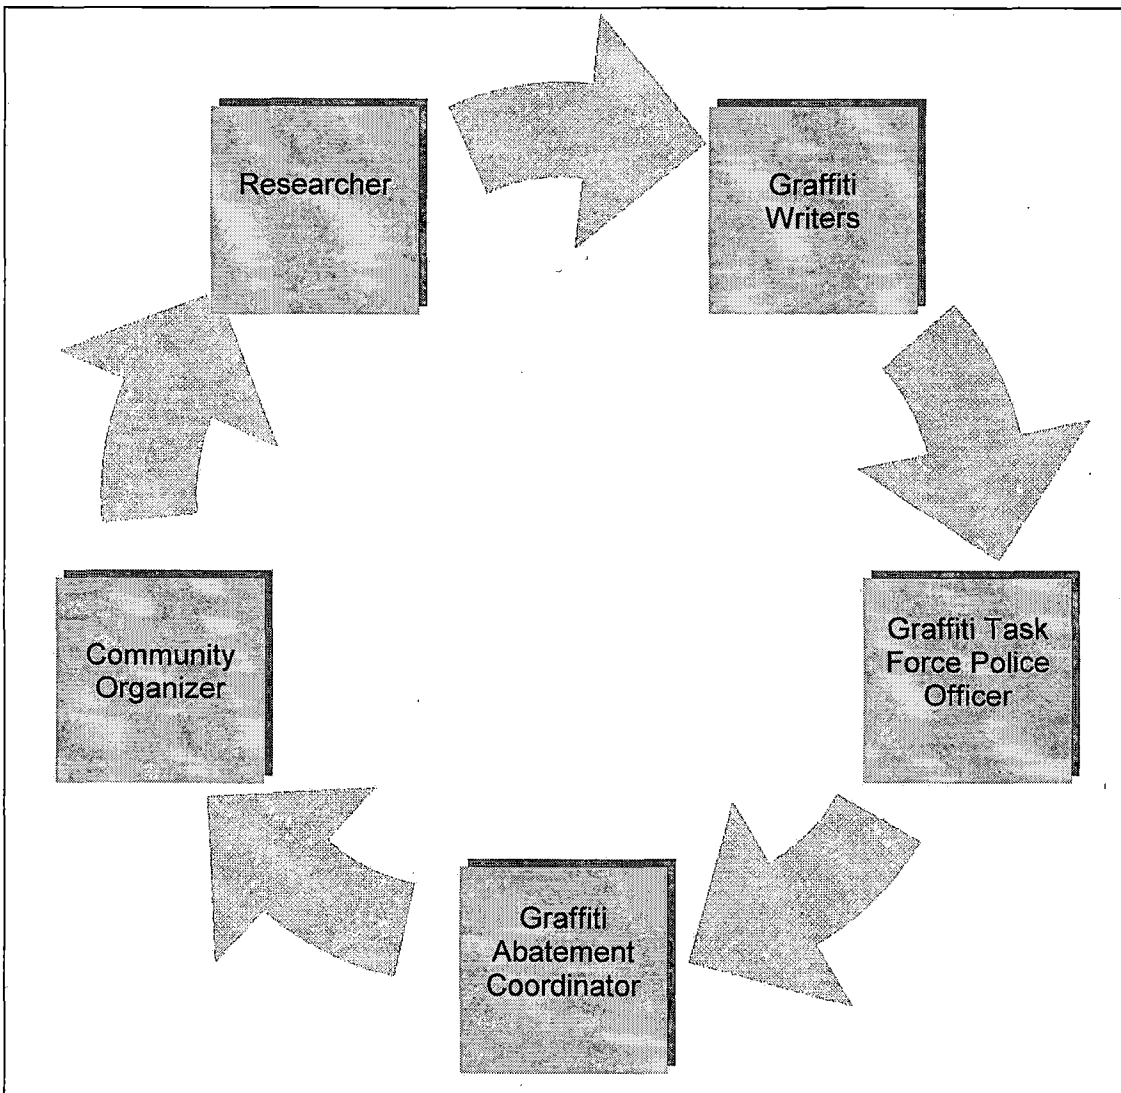 Researcher
Graffiti
Writers
Graffiti Task
Force Police
Officer
Graffiti
Abatement
Coordinator
Community
Organizer